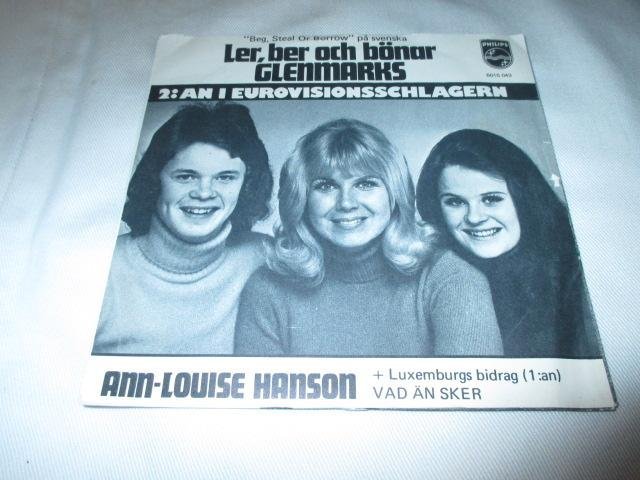 "Beg, Steal Or Borrow" på svenska
Ler, ber och bönar
GLENMARKS
PHILIPS
6015 043
2:AN I EUROVISIONSSCHLAGERN
ANN-LOUISE HANSON
+ Luxemburgs bidrag (1:an)
VAD ÄN SKER